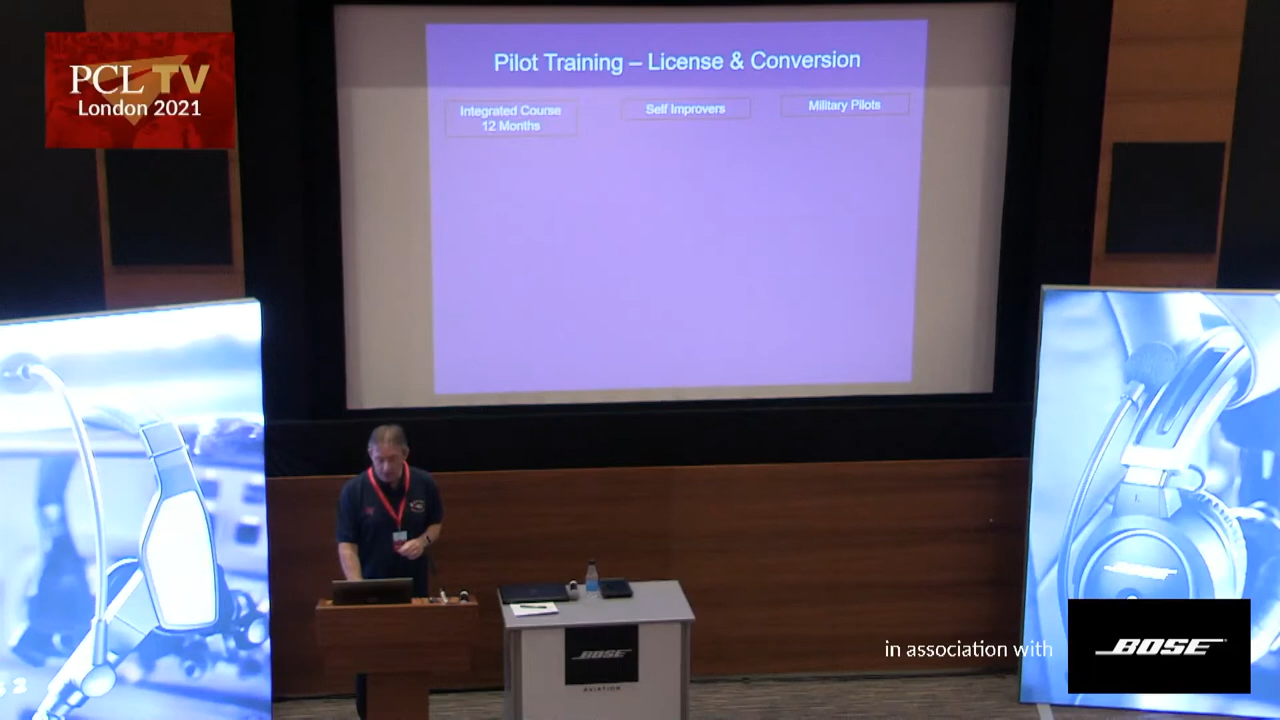 PCL TV
London 2021
Pilot Training – License & Conversion
Integrated Course
12 Months
Self Improvers
Military Pilots
BOSE
AVIATION
in association with
BOSE